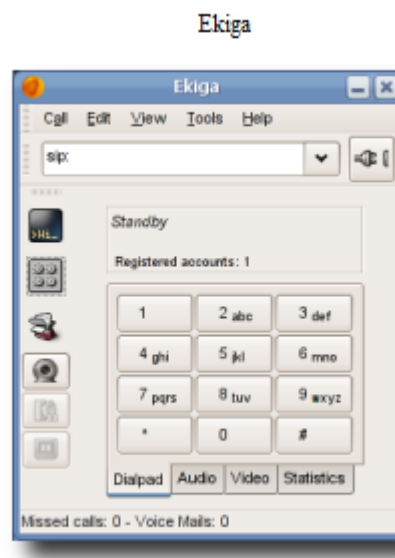 Ekiga
Ekiga
Call Edit View Tools Help
sip:
Standby
Registered accounts: 1
1 2 abc 3 def
4 ghi 5 jkl 6 mno
7 pqrs 8 tuv 9 wxyz
* 0 #
Dialpad Audio Video Statistics
Missed calls: 0 - Voice Mails: 0